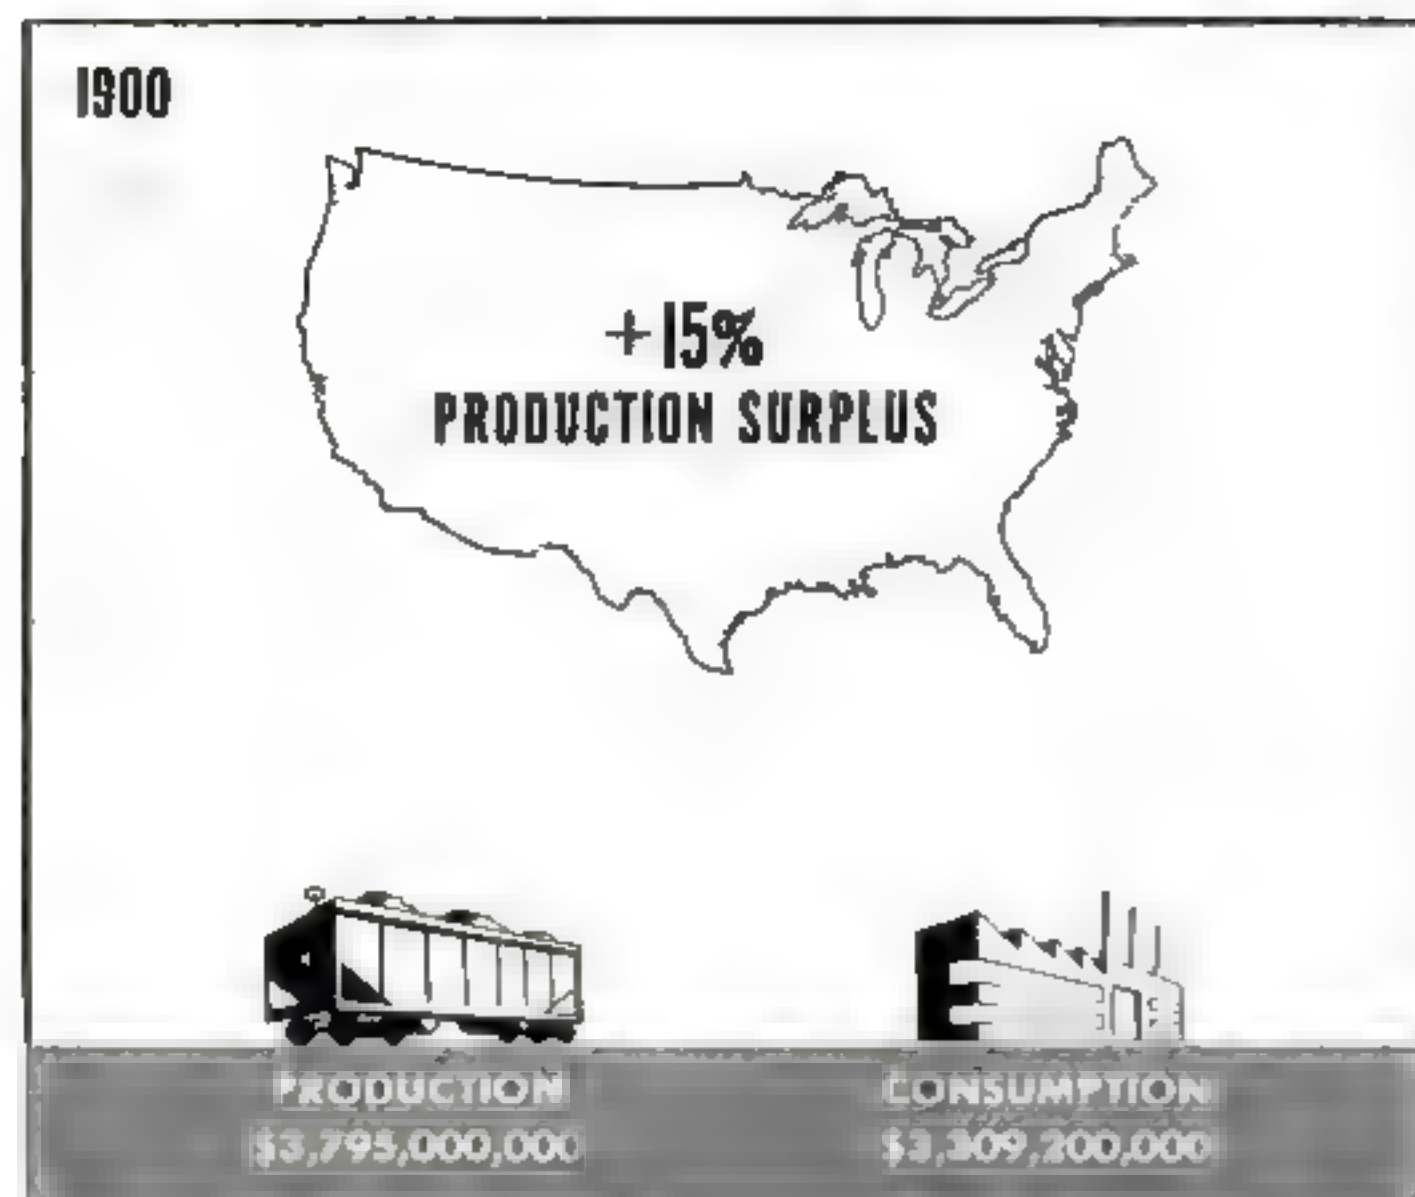 1900
+15%
PRODUCTION SURPLUS
PRODUCTION
CONSUMPTION
$3,795,000,000
$3,309,200,000